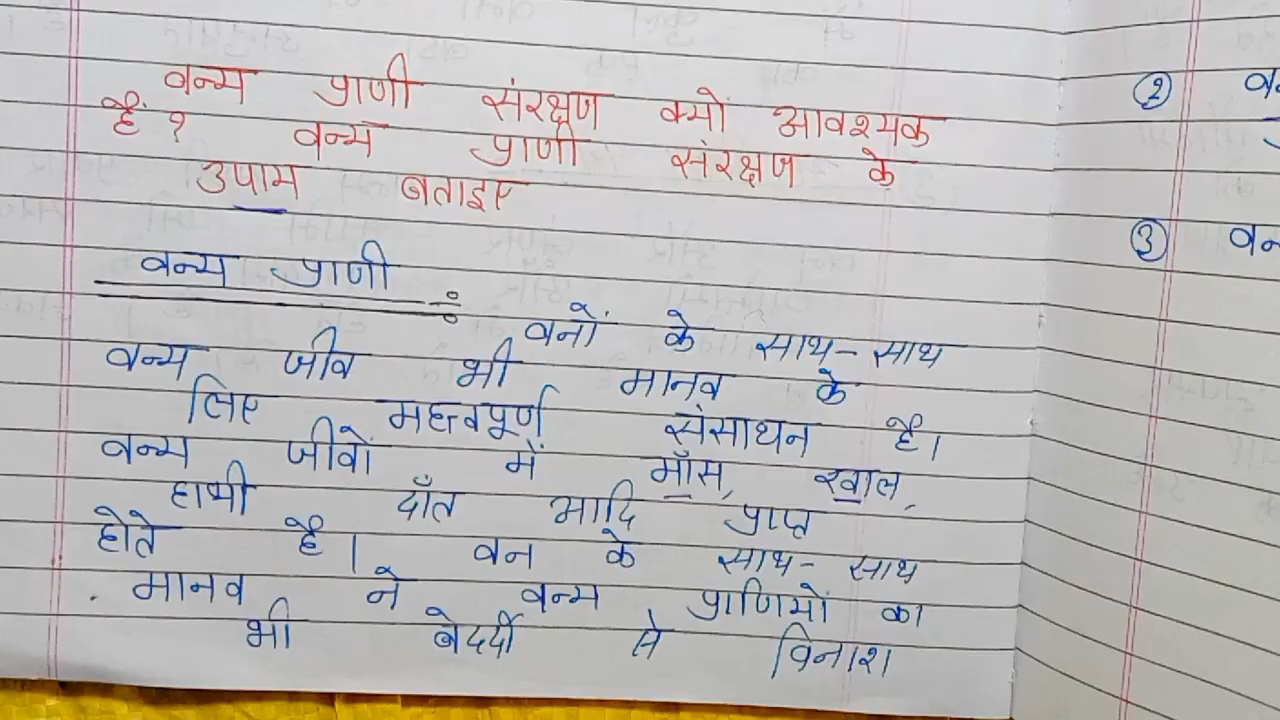 वन्य प्राणी संरक्षण क्यों आवश्यक
हैं ? वन्य प्राणी संरक्षण के
उपाय बताइए
वन्य प्राणी ÷
वनों के साथ-साथ
वन्य जीव भी मानव के
लिए महत्वपूर्ण संसाधन है।
वन्य जीवों में माँस, खाल,
हाथी दाँत आदि प्राप्त
होते है। वन के साथ-साथ
मानव ने वन्य प्राणियों का
भी बेदर्दी से विनाश
②
③